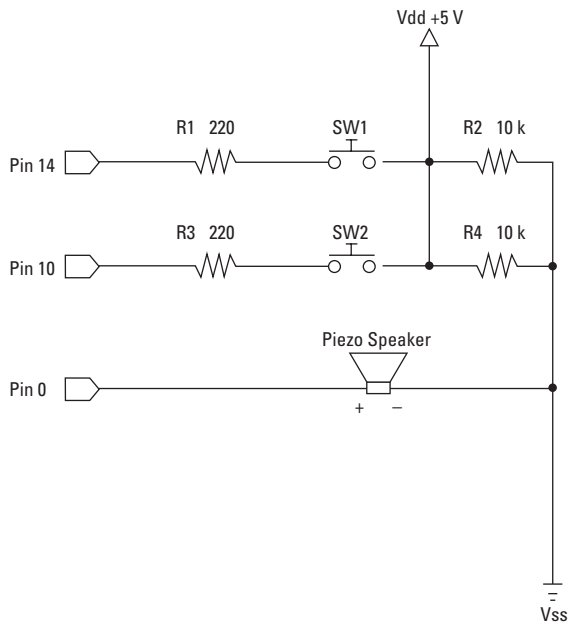 Vdd +5 V
R1 220
SW1
R2 10 k
Pin 14
R3 220
SW2
R4 10 k
Pin 10
Piezo Speaker
Pin 0
+ –
Vss